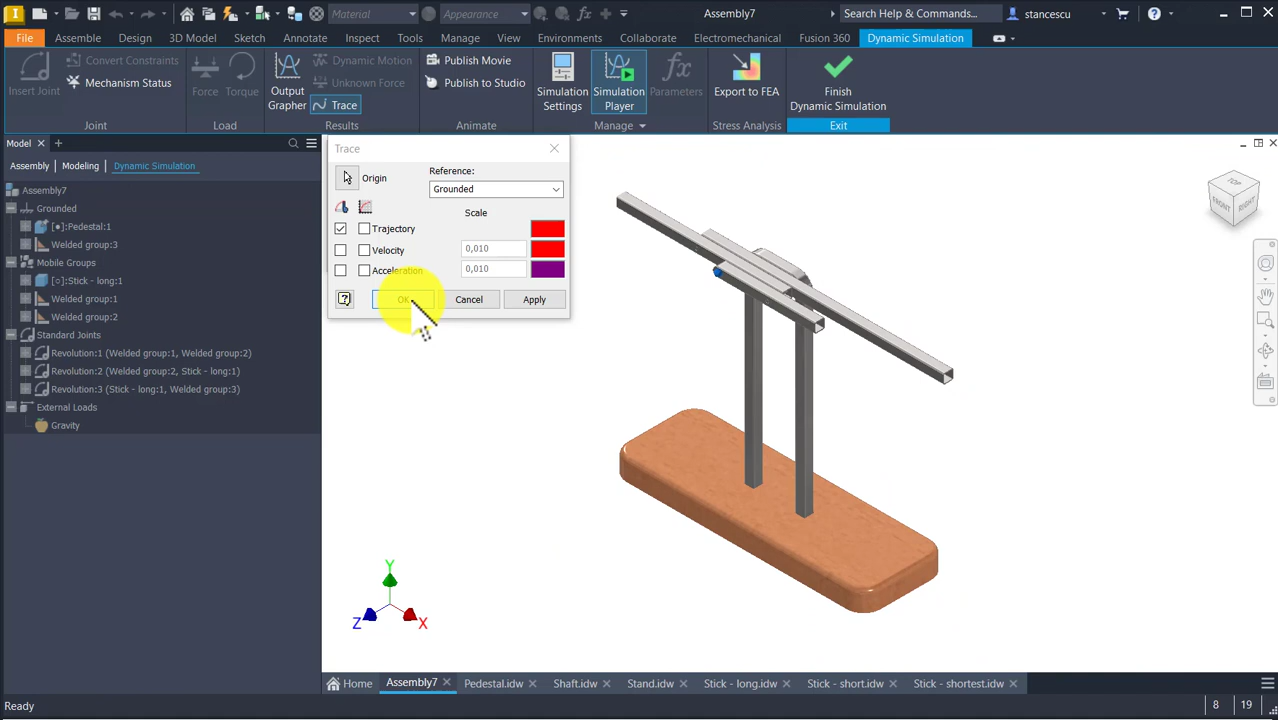 Material
Appearance
Assembly7
Search Help & Commands...
stancescu
File
Assemble
Design
3D Model
Sketch
Annotate
Inspect
Tools
Manage
View
Environments
Collaborate
Electromechanical
Fusion 360
Dynamic Simulation
Insert Joint
Convert Constraints
Mechanism Status
Force
Torque
Output
Grapher
Dynamic Motion
Unknown Force
Trace
Publish Movie
Publish to Studio
Simulation
Settings
Simulation
Player
Parameters
Export to FEA
Finish
Dynamic Simulation
Joint
Load
Results
Animate
Manage
Stress Analysis
Exit
Model
Assembly
Modeling
Dynamic Simulation
Assembly7
Grounded
[•]:Pedestal:1
Welded group:3
Mobile Groups
[○]:Stick - long:1
Welded group:1
Welded group:2
Standard Joints
Revolution:1 (Welded group:1, Welded group:2)
Revolution:2 (Welded group:2, Stick - long:1)
Revolution:3 (Stick - long:1, Welded group:3)
External Loads
Gravity
Trace
Origin
Reference:
Grounded
Scale
Trajectory
Velocity
0,010
Acceleration
0,010
OK
Cancel
Apply
TOP
FRONT
RIGHT
Y
Z
X
Home
Assembly7
Pedestal.idw
Shaft.idw
Stand.idw
Stick - long.idw
Stick - short.idw
Stick - shortest.idw
Ready
8
19